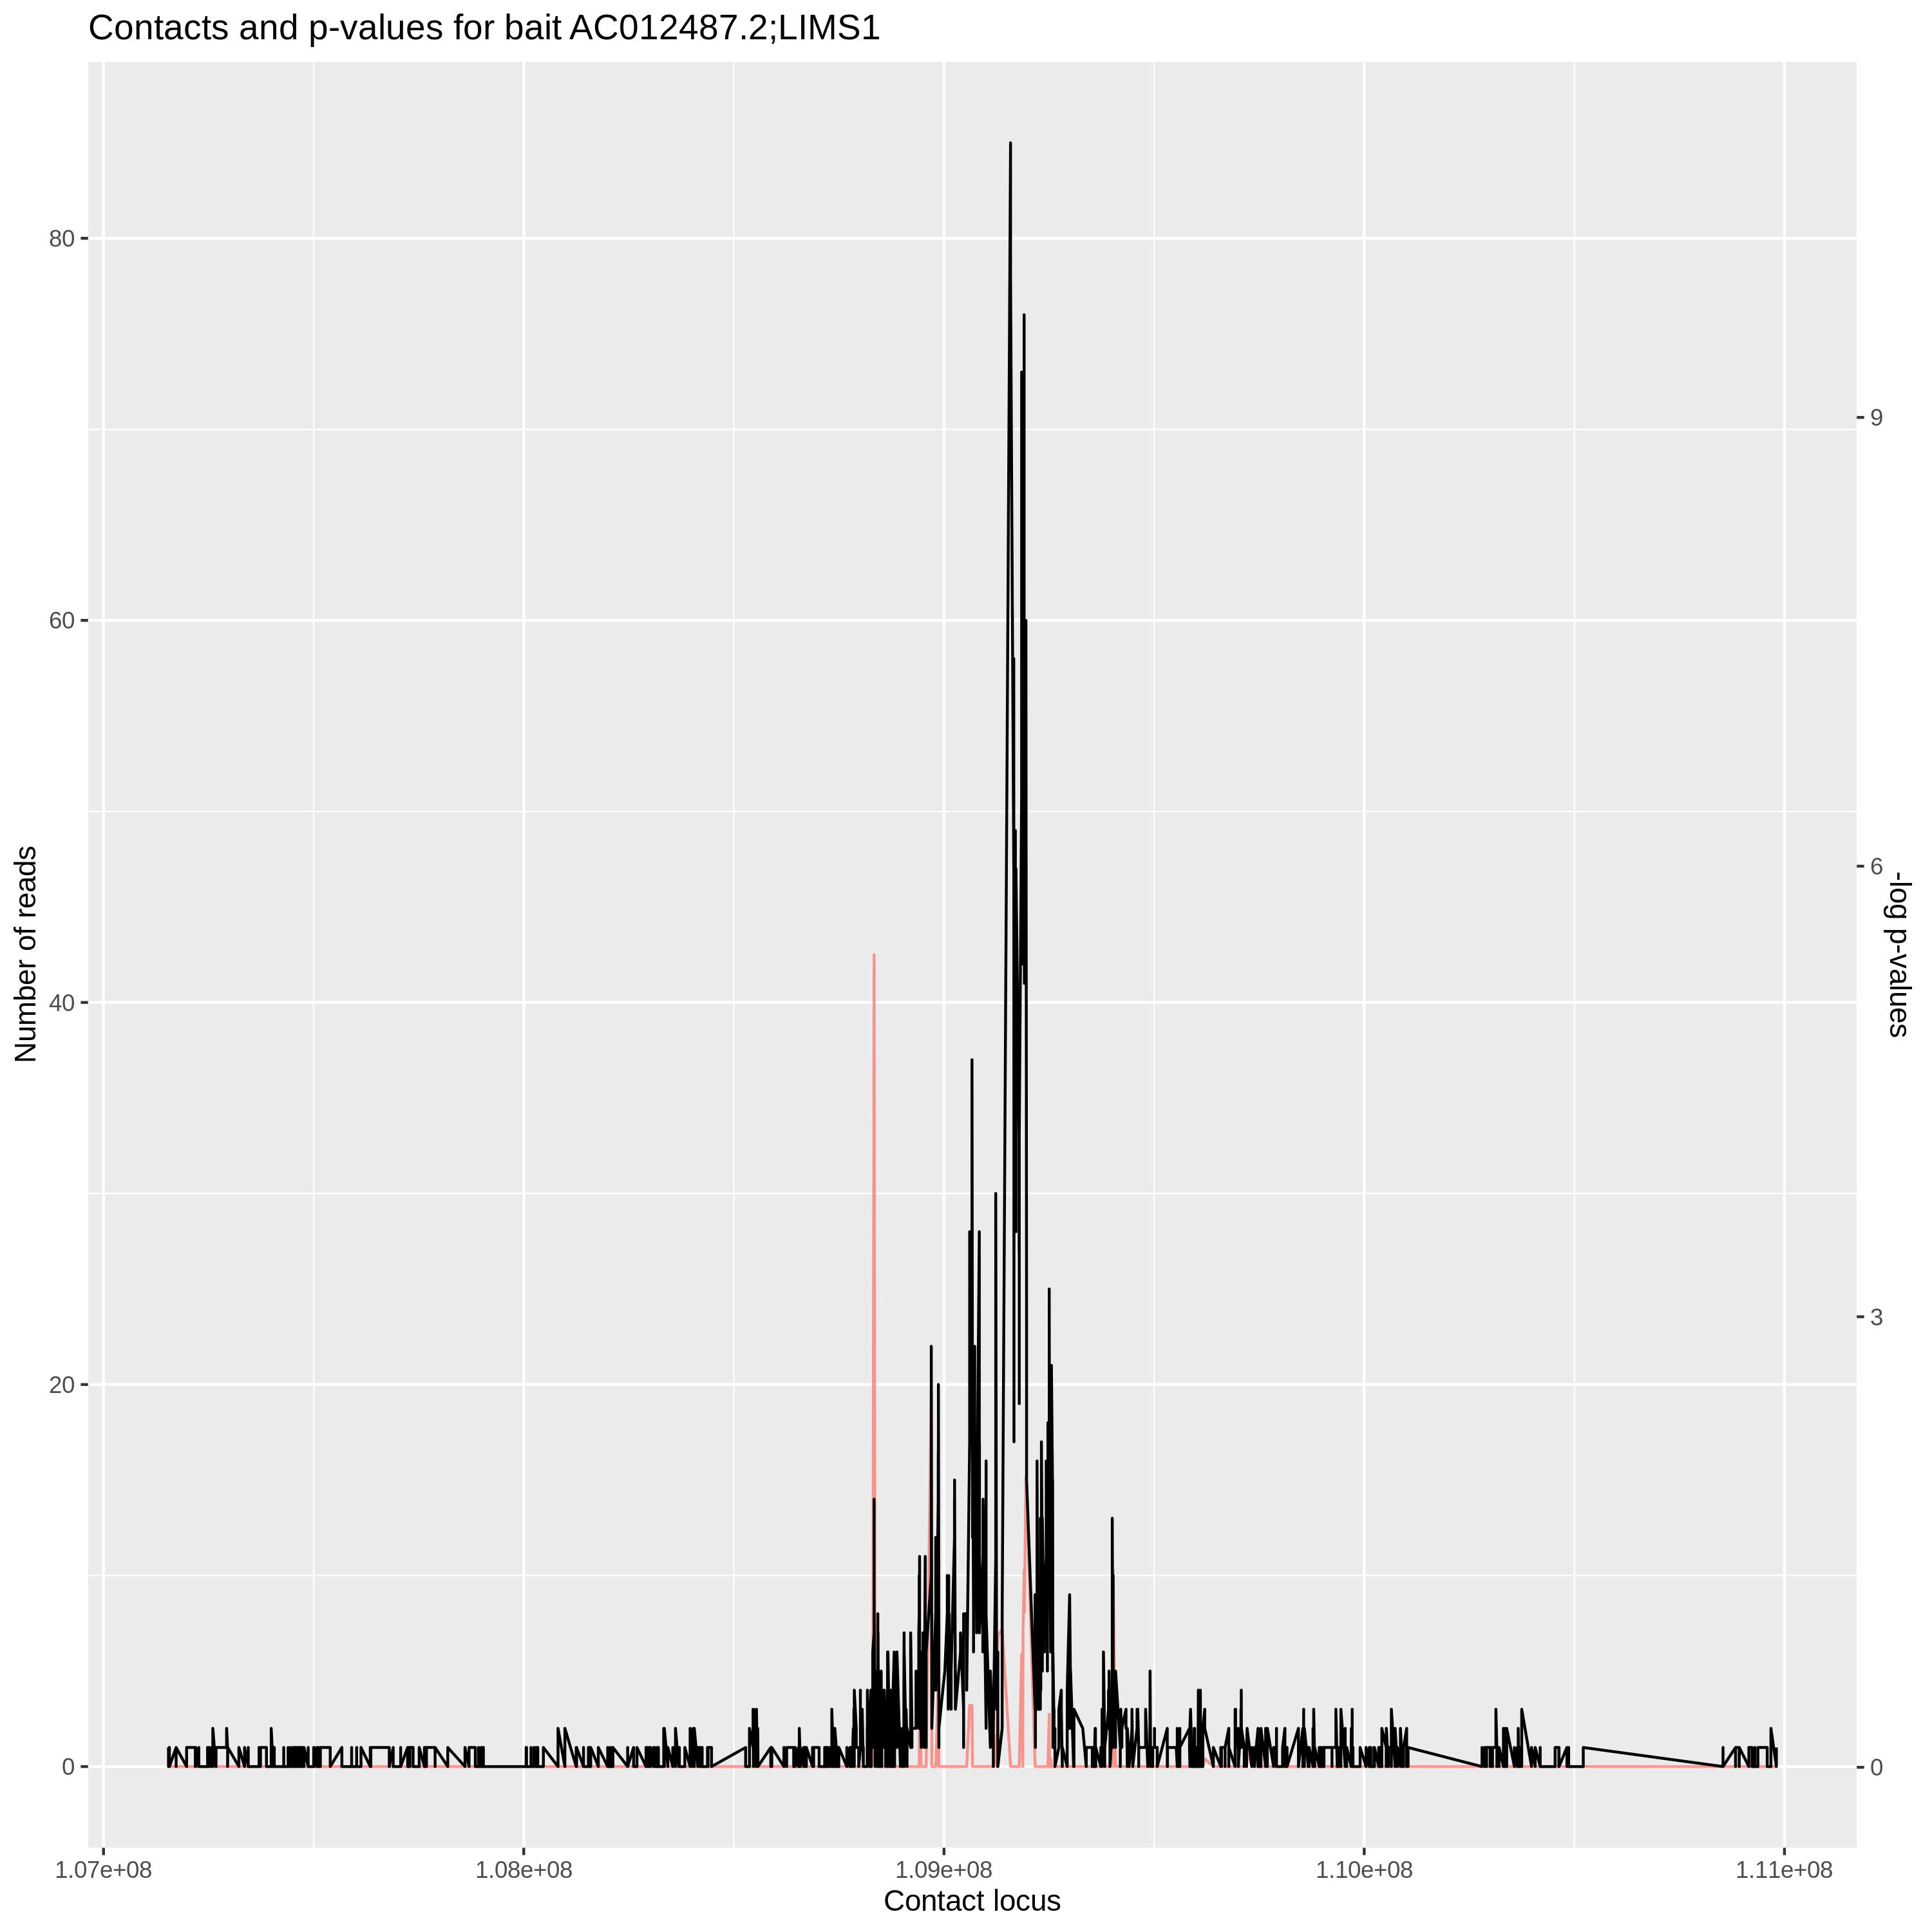 Contacts and p-values for bait AC012487.2;LIMS1
80
60
40
20
0
Number of reads
9
6
3
0
-log p-values
1.07e+08 1.08e+08 1.09e+08 1.10e+08 1.11e+08
Contact locus